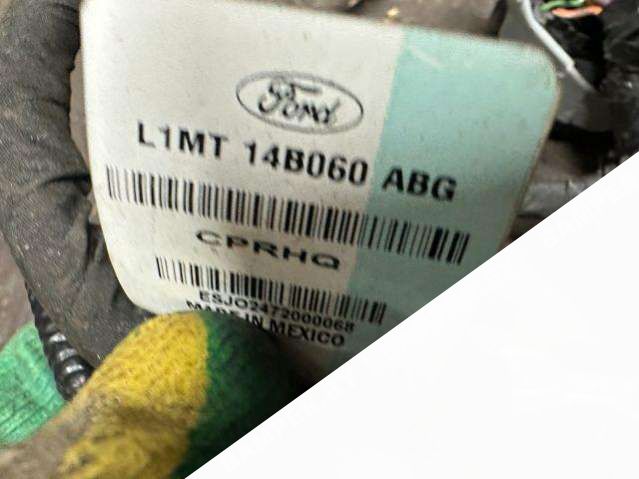 Ford
L1MT 14B060 ABG
CPRHQ
ESJO2472000068
MADE IN MEXICO